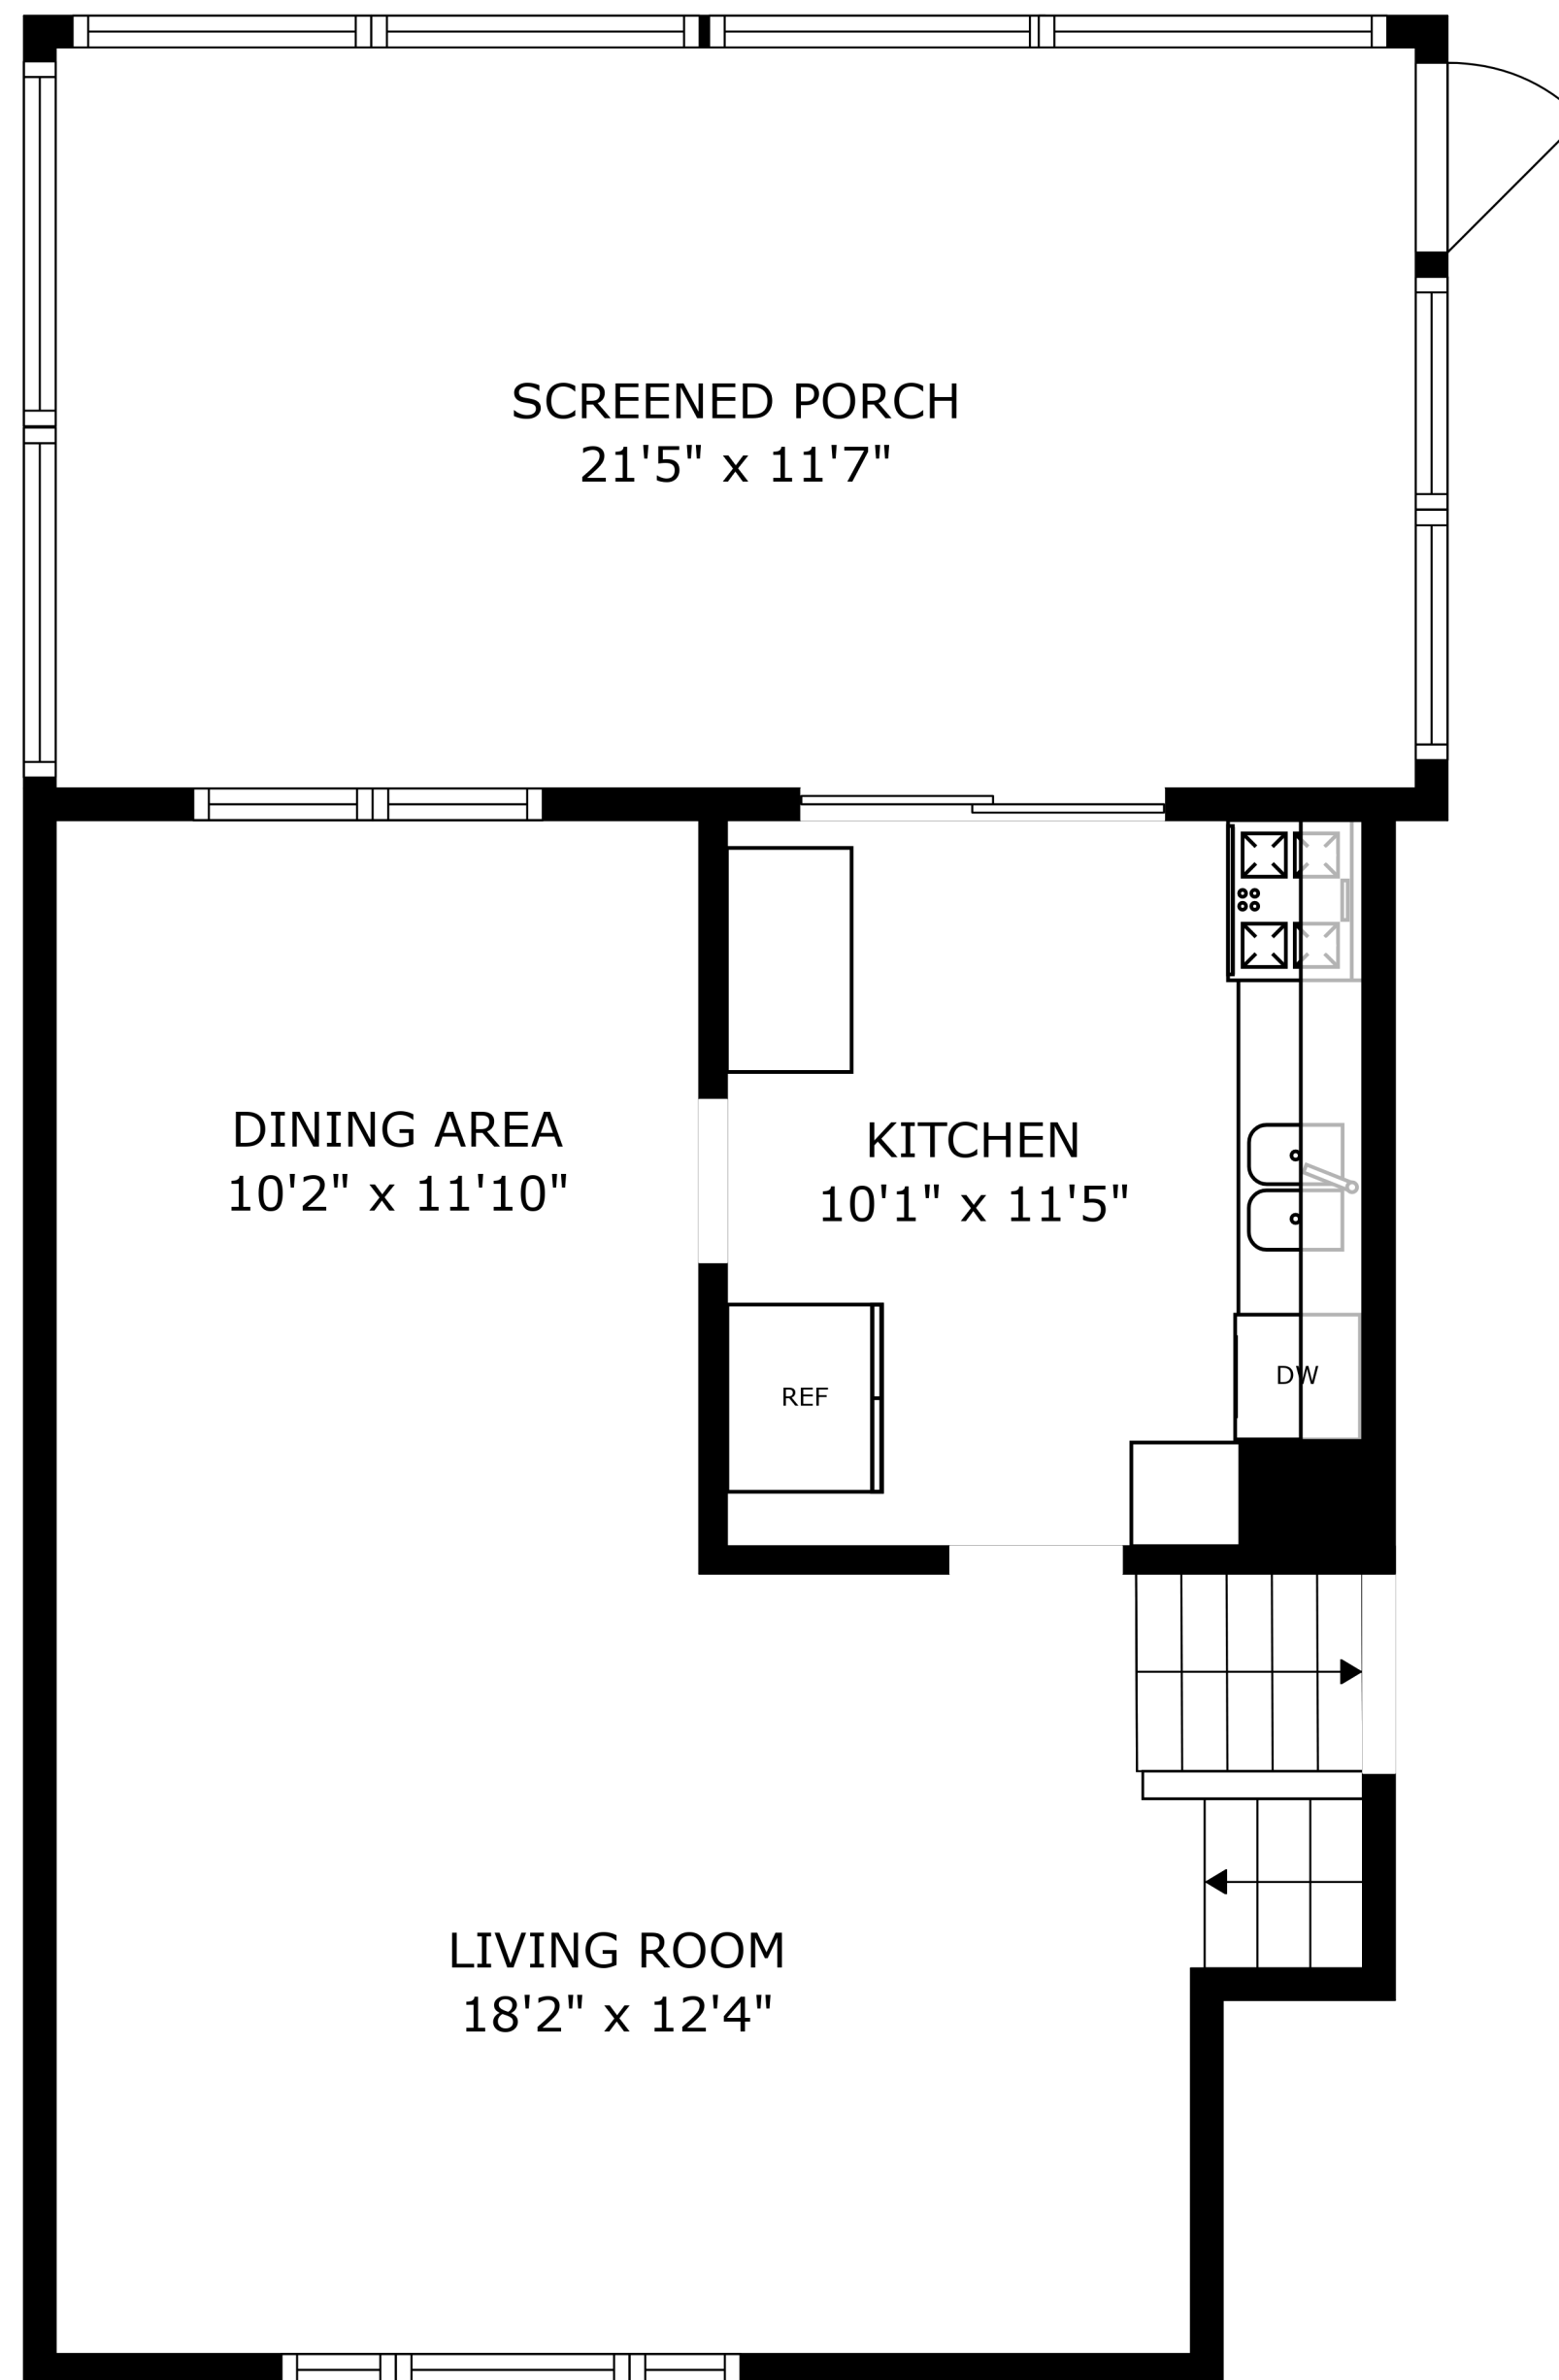 SCREENED PORCH
21'5" x 11'7"
DINING AREA
10'2" x 11'10"
KITCHEN
10'1" x 11'5"
REF
DW
LIVING ROOM
18'2" x 12'4"